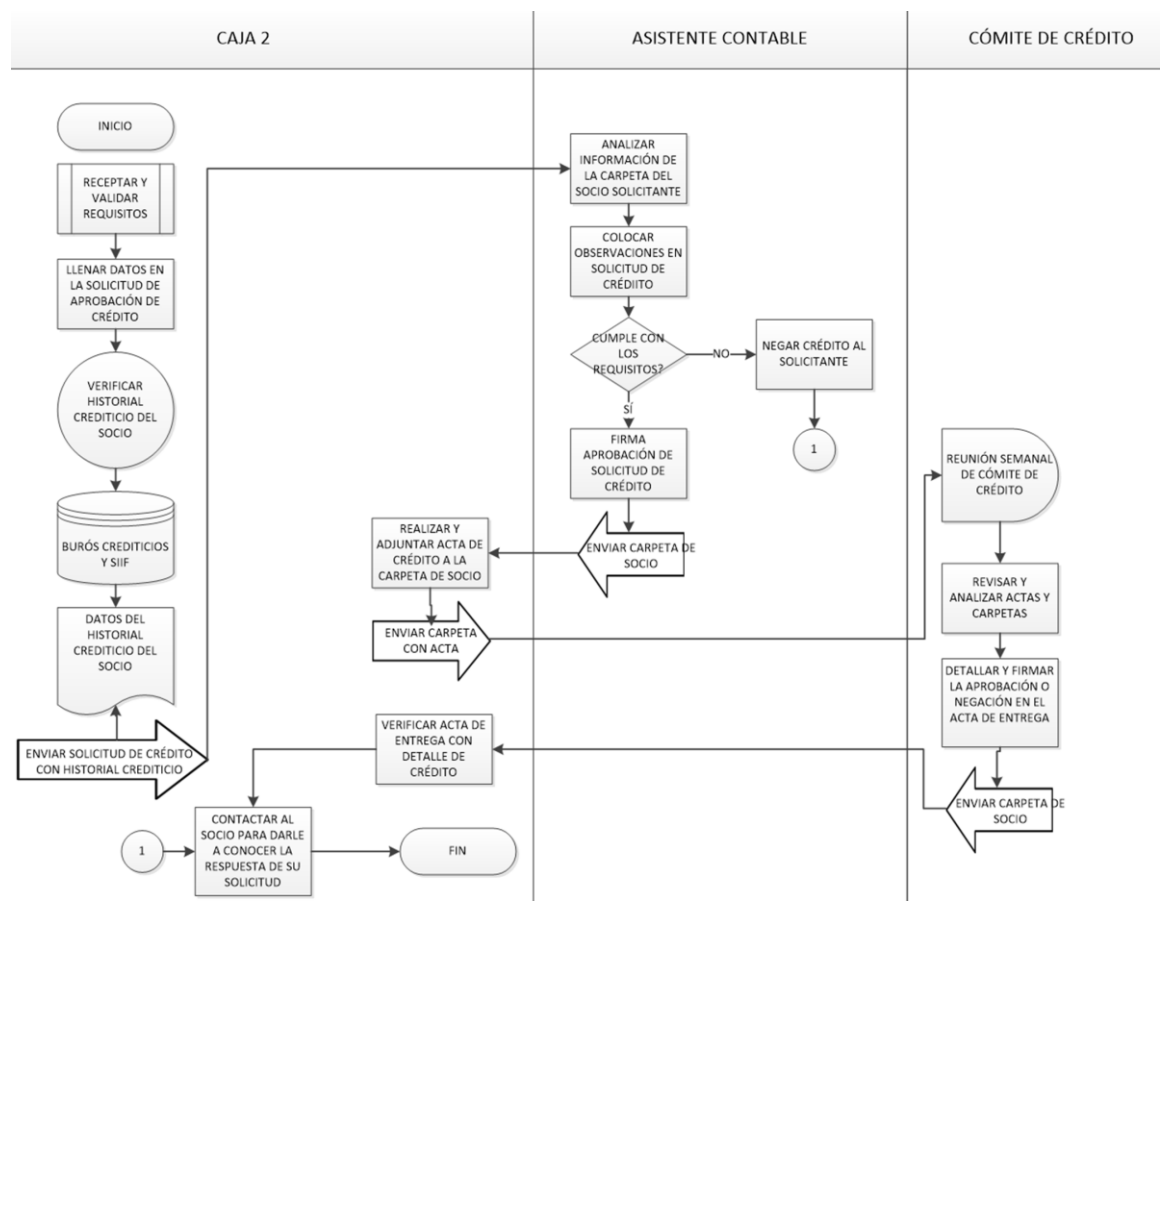 CAJA 2
ASISTENTE CONTABLE
CÓMITE DE CRÉDITO
INICIO
RECEPTAR Y
VALIDAR
REQUISITOS
LLENAR DATOS EN
LA SOLICITUD DE
APROBACIÓN DE
CRÉDITO
VERIFICAR
HISTORIAL
CREDITICIO DEL
SOCIO
BURÓS CREDITICIOS
Y SIIF
DATOS DEL
HISTORIAL
CREDITICIO DEL
SOCIO
ENVIAR SOLICITUD DE CRÉDITO
CON HISTORIAL CREDITICIO
ANALIZAR
INFORMACIÓN DE
LA CARPETA DEL
SOCIO SOLICITANTE
COLOCAR
OBSERVACIONES EN
SOLICITUD DE
CRÉDIITO
CUMPLE CON
LOS
REQUISITOS?
NO
NEGAR CRÉDITO AL
SOLICITANTE
1
SÍ
FIRMA
APROBACIÓN DE
SOLICITUD DE
CRÉDITO
ENVIAR CARPETA DE
SOCIO
REALIZAR Y
ADJUNTAR ACTA DE
CRÉDITO A LA
CARPETA DE SOCIO
ENVIAR CARPETA
CON ACTA
REUNIÓN SEMANAL
DE CÓMITE DE
CRÉDITO
REVISAR Y
ANALIZAR ACTAS Y
CARPETAS
DETALLAR Y FIRMAR
LA APROBACIÓN O
NEGACIÓN EN EL
ACTA DE ENTREGA
ENVIAR CARPETA DE
SOCIO
VERIFICAR ACTA DE
ENTREGA CON
DETALLE DE
CRÉDITO
1
CONTACTAR AL
SOCIO PARA DARLE
A CONOCER LA
RESPUESTA DE SU
SOLICITUD
FIN